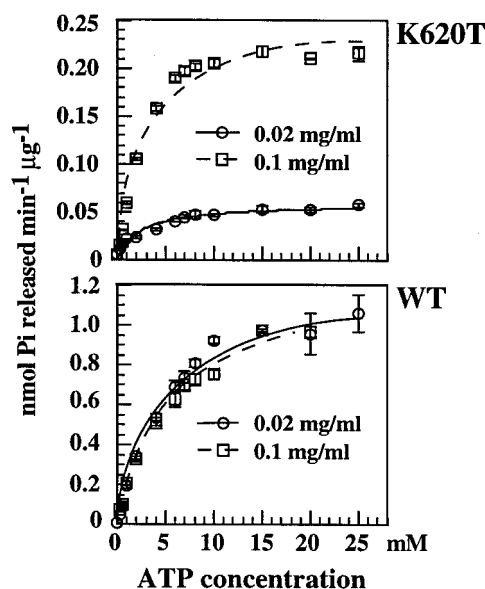 K620T
0.25
0.20
0.15
0.10
0.05
0
0.02 mg/ml
0.1 mg/ml
nmol Pi released min-1 µg-1
WT
1.2
1.0
0.8
0.6
0.4
0.2
0
0.02 mg/ml
0.1 mg/ml
0 5 10 15 20 25 mM
ATP concentration